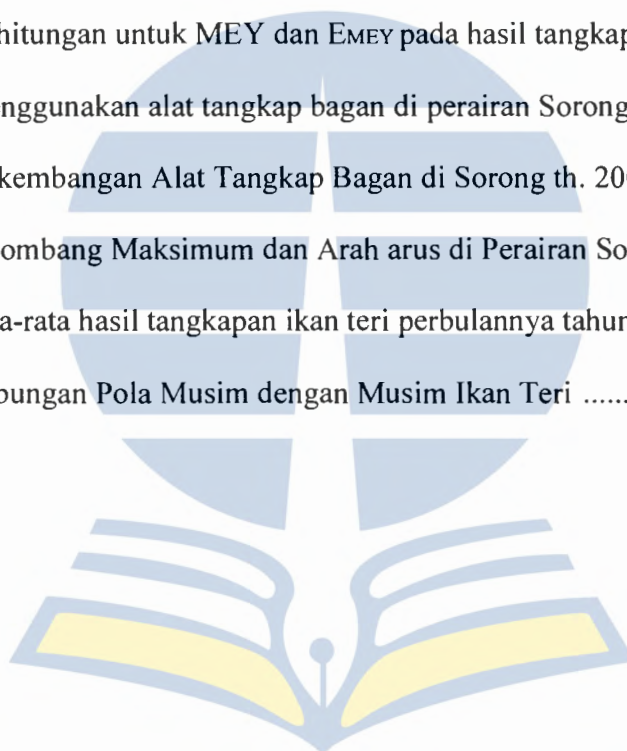 hitungan untuk MEY dan EMEY pada hasil tangkap
nggunakan alat tangkap bagan di perairan Sorong
kembangan Alat Tangkap Bagan di Sorong th. 20
ombang Maksimum dan Arah arus di Perairan So
a-rata hasil tangkapan ikan teri perbulannya tahun
bungan Pola Musim dengan Musim Ikan Teri ......